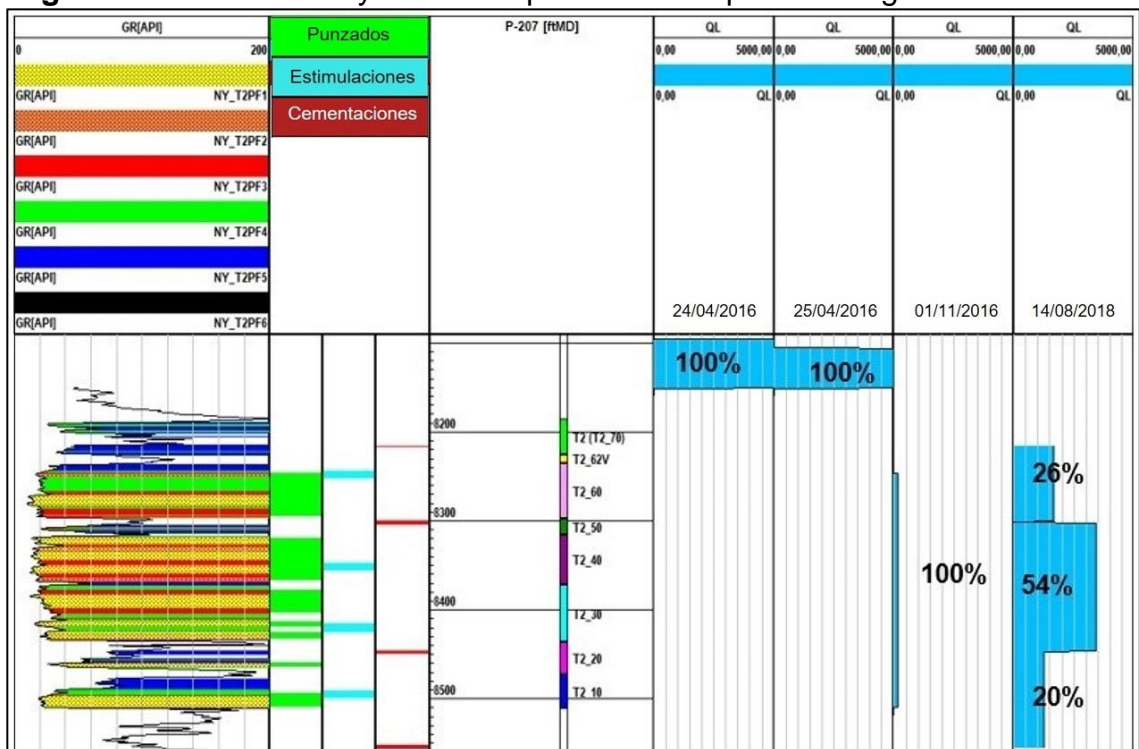 GR[API]
0 200
GR[API] NY_T2PF1
GR[API] NY_T2PF2
GR[API] NY_T2PF3
GR[API] NY_T2PF4
GR[API] NY_T2PF5
GR[API] NY_T2PF6
Punzados
Estimulaciones
Cementaciones
P-207 [ftMD]
QL QL QL QL
0,00 5000,00 0,00 5000,00 0,00 5000,00 0,00 5000,00
0,00 QL 0,00 QL 0,00 QL 0,00 QL
24/04/2016 25/04/2016 01/11/2016 14/08/2018
100% 100%
8200
T2 (T2_70)
T2_62V
26%
T2_60
8300
T2_50
T2_40
100% 54%
8400
T2_30
T2_20
8500
T2_10
20%